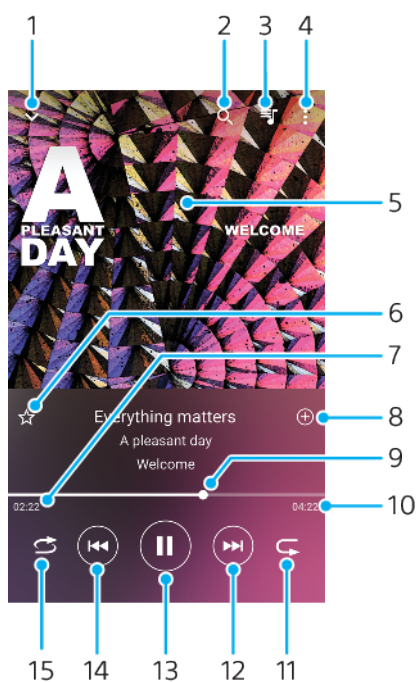 1 2 3 4
A
PLEASANT
DAY
WELCOME
5
6
7
Everything matters
8
A pleasant day
Welcome
9
02:22
04:22
10
15 14 13 12 11